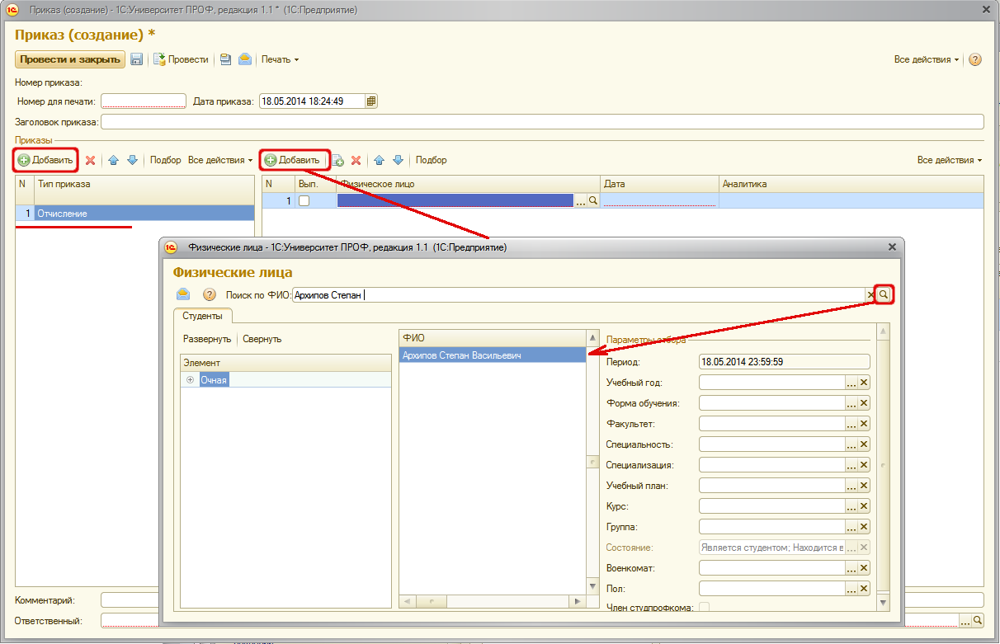 Приказ (создание) - 1С:Университет ПРОФ, редакция 1.1 * (1С:Предприятие)
Приказ (создание) *
Провести и закрыть Провести Печать Все действия
Номер приказа:
Номер для печати: Дата приказа: 18.05.2014 18:24:49
Заголовок приказа:
Приказы
Добавить Подбор Все действия Добавить Подбор Все действия
N Тип приказа N Вып. Физическое лицо Дата Аналитика
1
1 Отчисление
Физические лица - 1С:Университет ПРОФ, редакция 1.1 (1С:Предприятие)
Физические лица
Поиск по ФИО: Архипов Степан
Студенты
Развернуть Свернуть
ФИО
Параметры отбора
Архипов Степан Васильевич
Элемент
Очная
Период: 18.05.2014 23:59:59
Учебный год:
Форма обучения:
Факультет:
Специальность:
Специализация:
Учебный план:
Курс:
Группа:
Состояние: Является студентом; Находится в
Военкомат:
Пол:
Член студпрофкома:
Комментарий:
Ответственный: